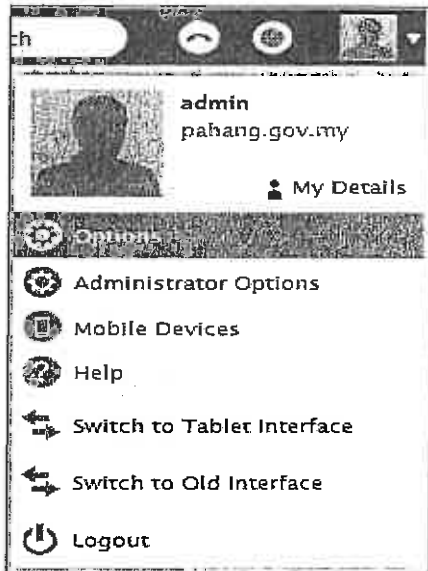 ch
admin
pahang.gov.my
My Details
Options
Administrator Options
Mobile Devices
Help
Switch to Tablet Interface
Switch to Old Interface
Logout